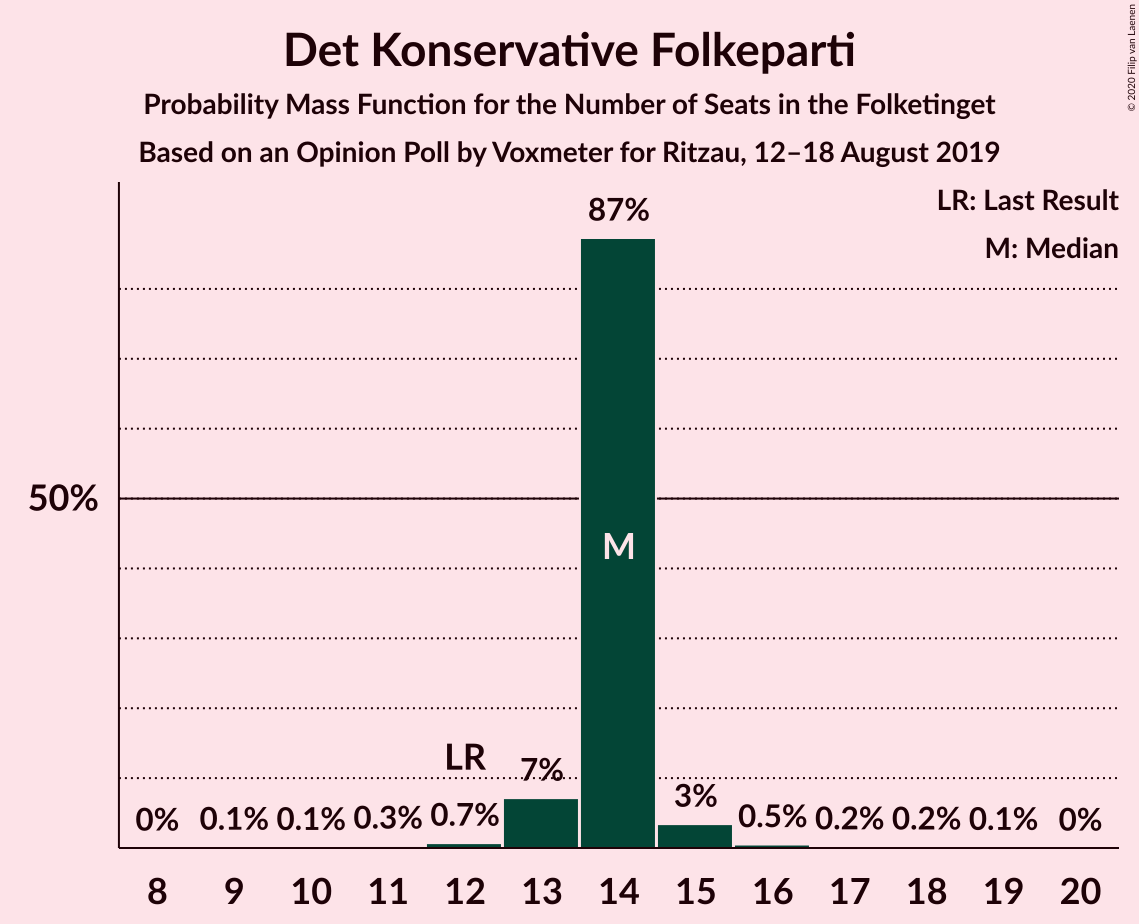 Det Konservative Folkeparti
Probability Mass Function for the Number of Seats in the Folketinget
Based on an Opinion Poll by Voxmeter for Ritzau, 12–18 August 2019
© 2020 Filip van Laenen
LR: Last Result
M: Median
87%
50%
M
LR
7%
3%
0% 0.1% 0.1% 0.3% 0.7% 0.5% 0.2% 0.2% 0.1% 0%
8 9 10 11 12 13 14 15 16 17 18 19 20